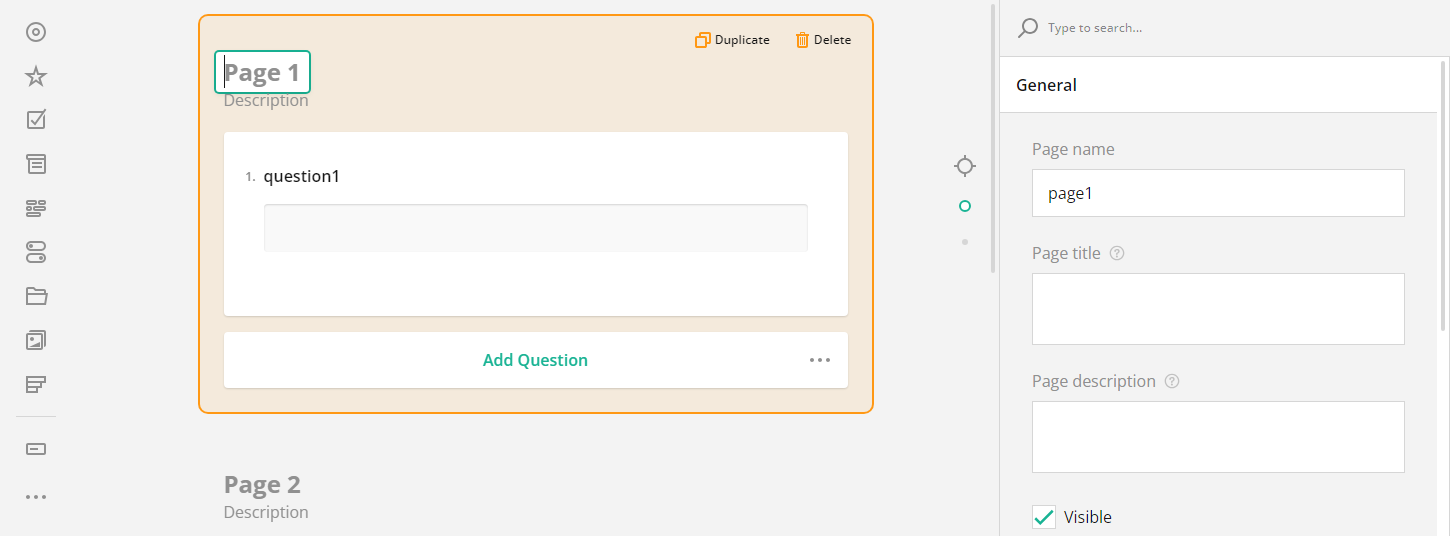 Duplicate Delete
Page 1
Description
1. question1
Add Question
Page 2
Description
Type to search...
General
Page name
page1
Page title
Page description
Visible